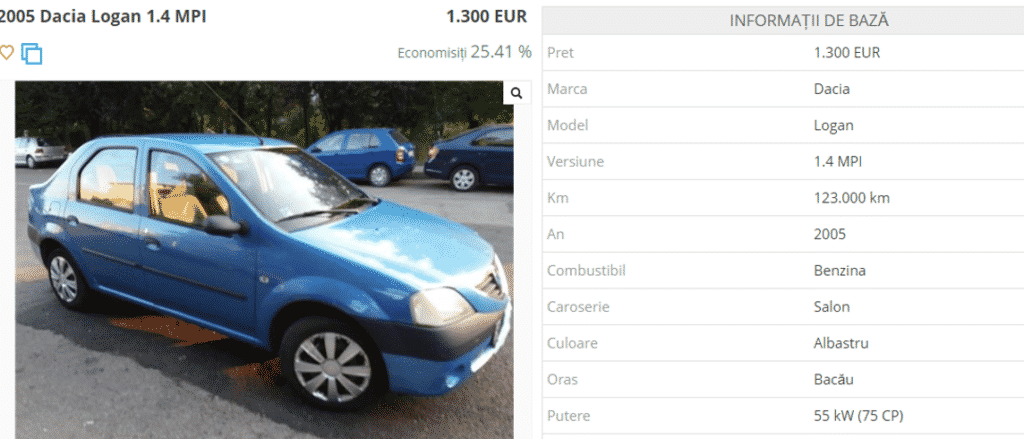 2005 Dacia Logan 1.4 MPI
1.300 EUR
Economisiți 25.41 %
INFORMAȚII DE BAZĂ
Pret 1.300 EUR
Marca Dacia
Model Logan
Versiune 1.4 MPI
Km 123.000 km
An 2005
Combustibil Benzina
Caroserie Salon
Culoare Albastru
Oras Bacău
Putere 55 kW (75 CP)